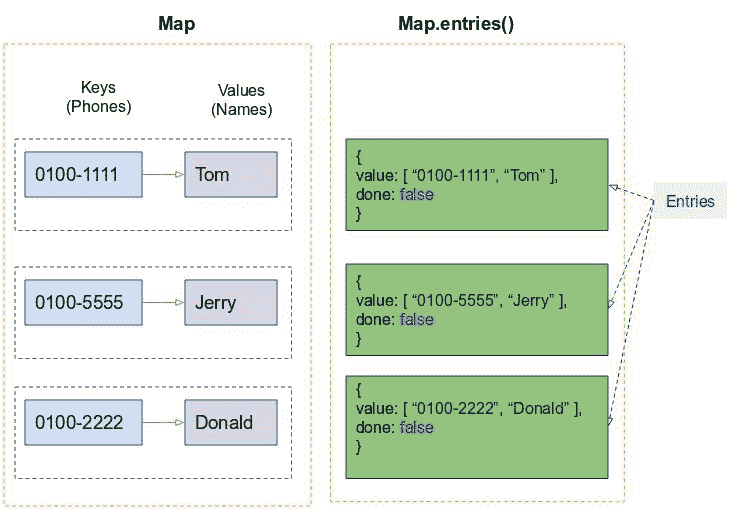 Map
Map.entries()
Keys
(Phones)
Values
(Names)
0100-1111
Tom
{
value: [ “0100-1111”, “Tom” ],
done: false
}
Entries
0100-5555
Jerry
{
value: [ “0100-5555”, “Jerry” ],
done: false
}
0100-2222
Donald
{
value: [ “0100-2222”, “Donald” ],
done: false
}